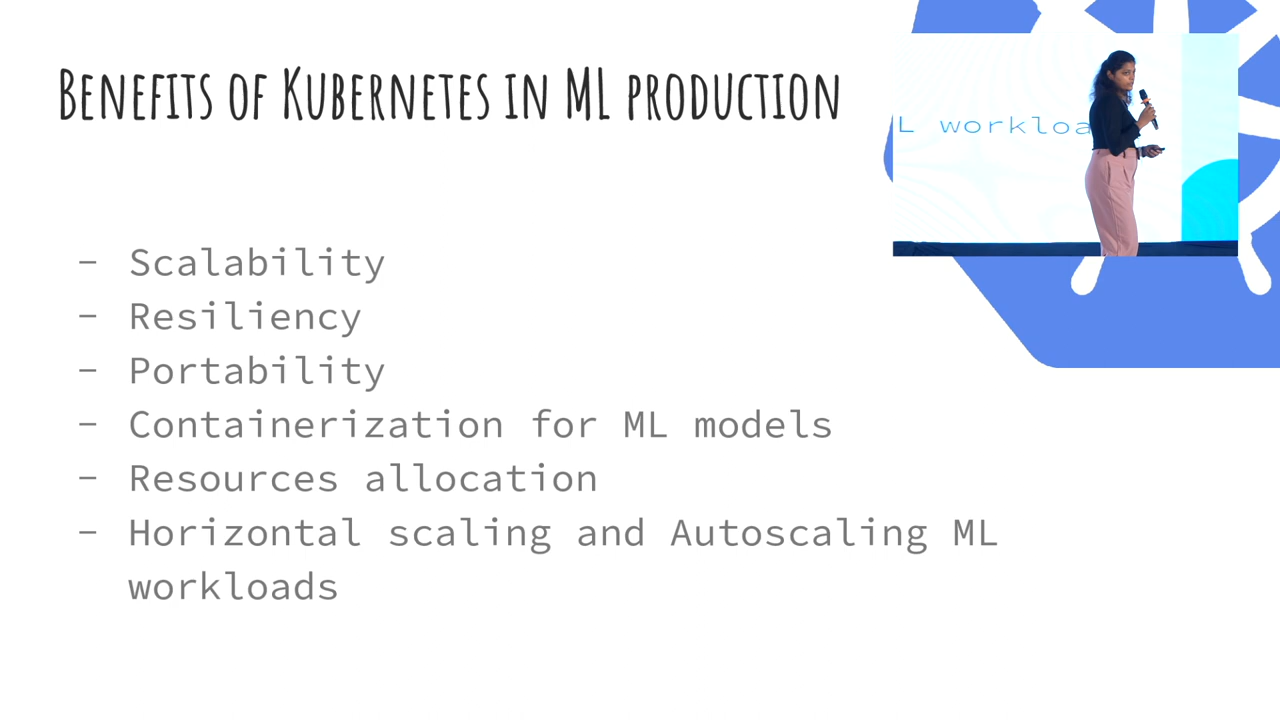 Benefits of Kubernetes in ML production
L workloa
- Scalability
- Resiliency
- Portability
- Containerization for ML models
- Resources allocation
- Horizontal scaling and Autoscaling ML
workloads